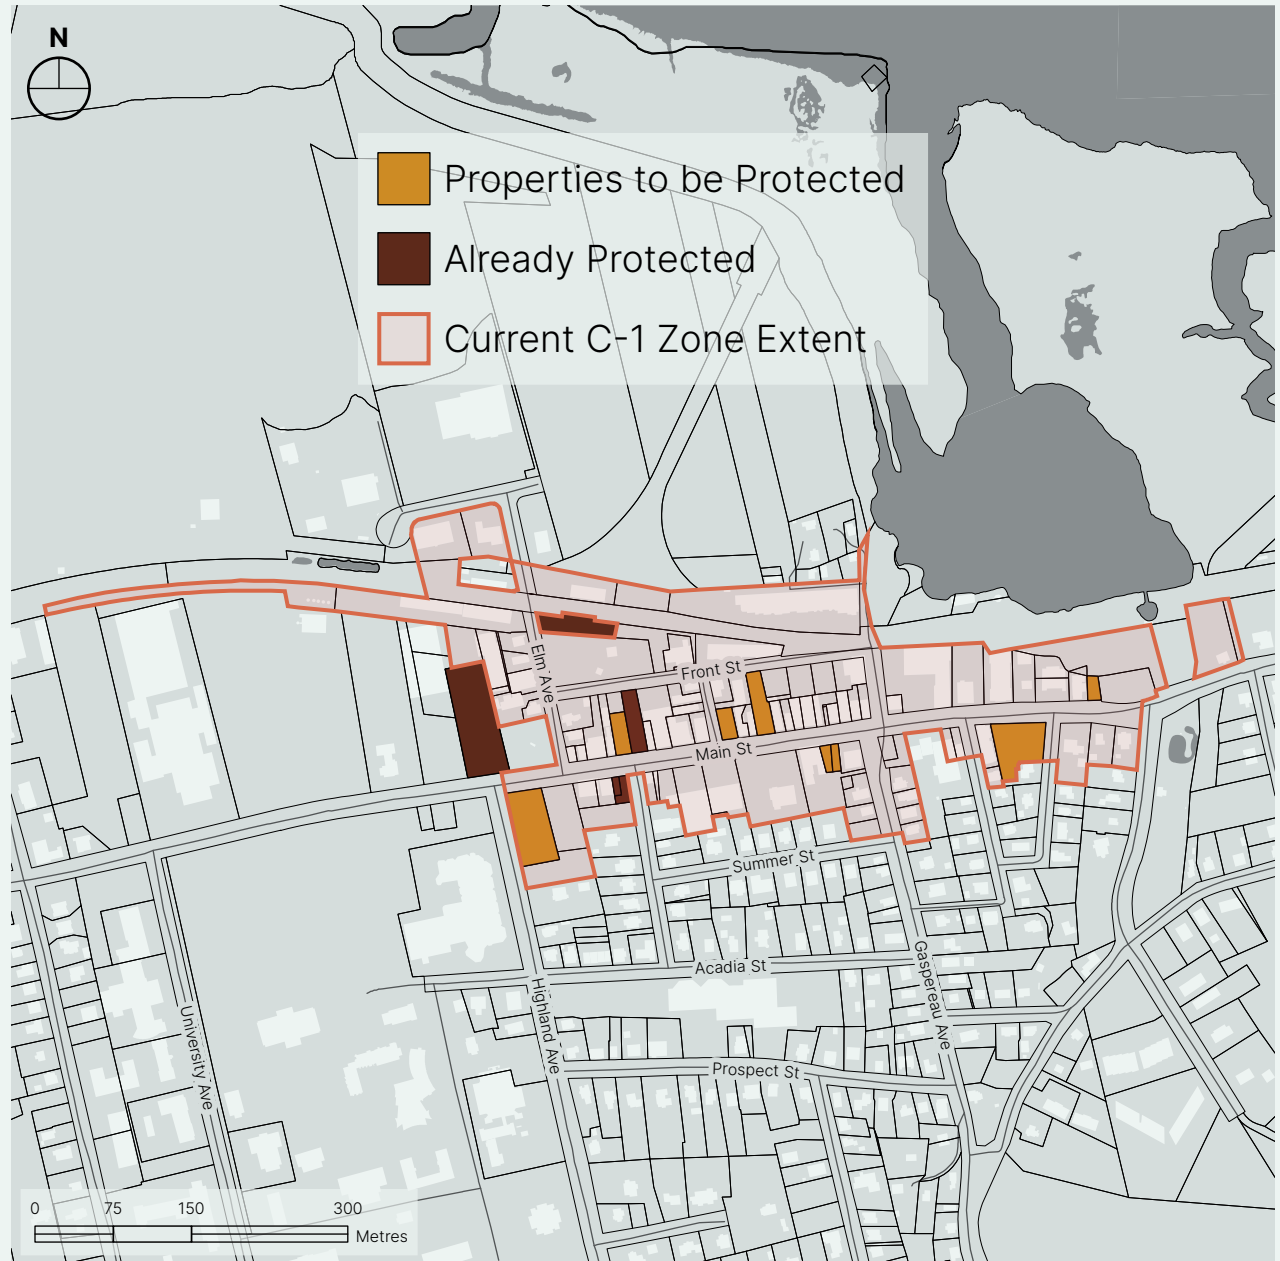 N
Properties to be Protected
Already Protected
Current C-1 Zone Extent
Elm Ave
Front St
Main St
Summer St
Acadia St
Gaspereau Ave
Highland Ave
University Ave
Prospect St
0 75 150 300
Metres